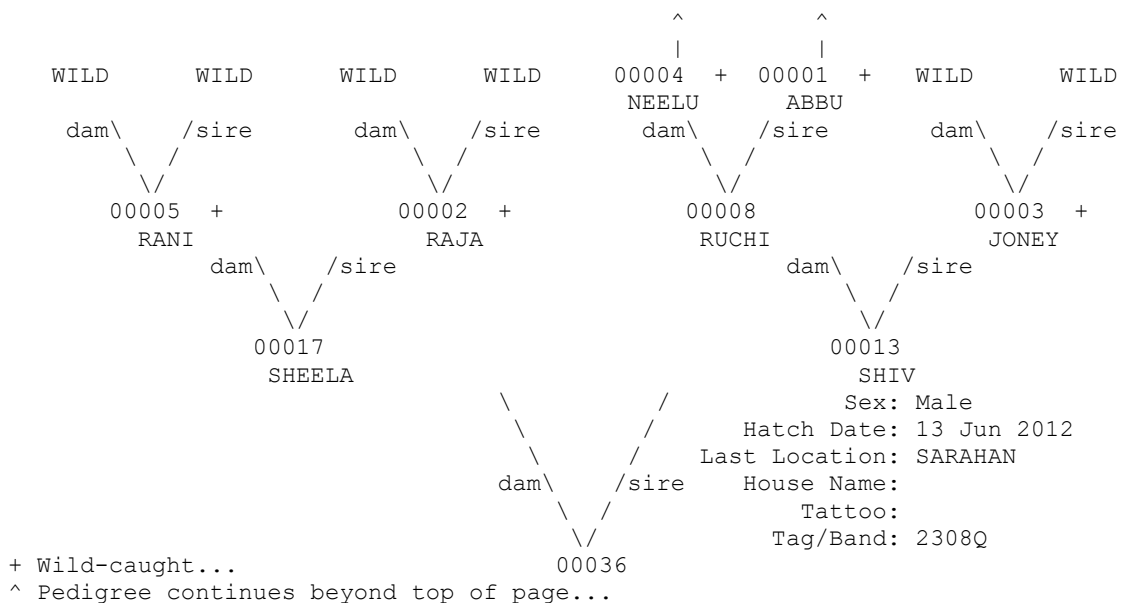 ^ ^
| |
WILD WILD WILD WILD 00004 + 00001 + WILD WILD
NEELU ABBU
dam\ /sire dam\ /sire dam\ /sire dam\ /sire
\ / \ / \ / \ /
\/ \/ \/ \/
00005 + 00002 + 00008 00003 +
RANI RAJA RUCHI JONEY
dam\ /sire dam\ /sire
\ / \ /
\/ \/
00017 00013
SHEELA SHIV
\ / Sex: Male
\ / Hatch Date: 13 Jun 2012
\ / Last Location: SARAHAN
dam\ /sire House Name:
\ / Tattoo:
\/ Tag/Band: 2308Q
+ Wild-caught... 00036
^ Pedigree continues beyond top of page...